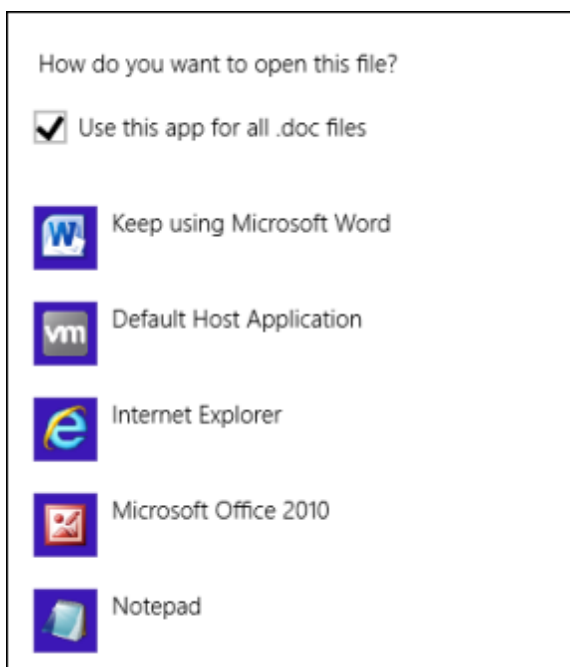 How do you want to open this file?
Use this app for all .doc files
W
Keep using Microsoft Word
vm
Default Host Application
Internet Explorer
Microsoft Office 2010
Notepad